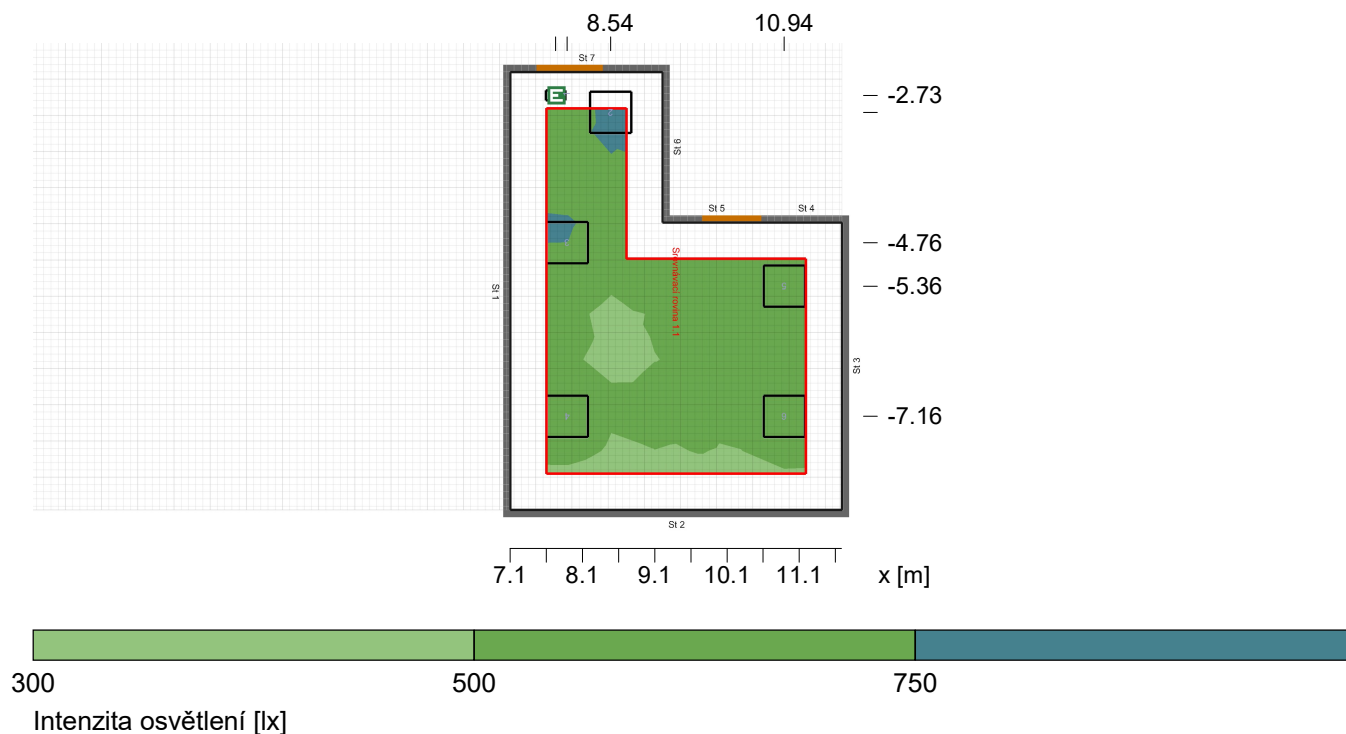 8.54 10.94
St 7
E
-2.73
St 6
St 5 St 4
-4.76
Srovnávací rovina 1.1
-5.36
St 1
St 3
-7.16
St 2
7.1 8.1 9.1 10.1 11.1 x [m]
300 500 750
Intenzita osvětlení [lx]